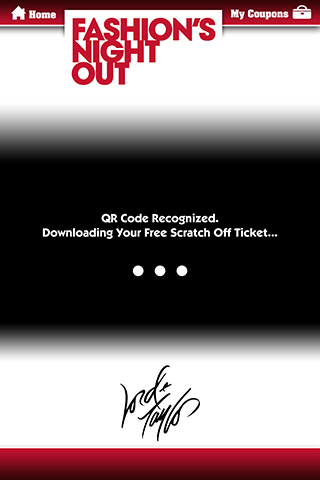 Home
My Coupons
FASHION'S
NIGHT
OUT
QR Code Recognized.
Downloading Your Free Scratch Off Ticket...
Lord &
Taylor